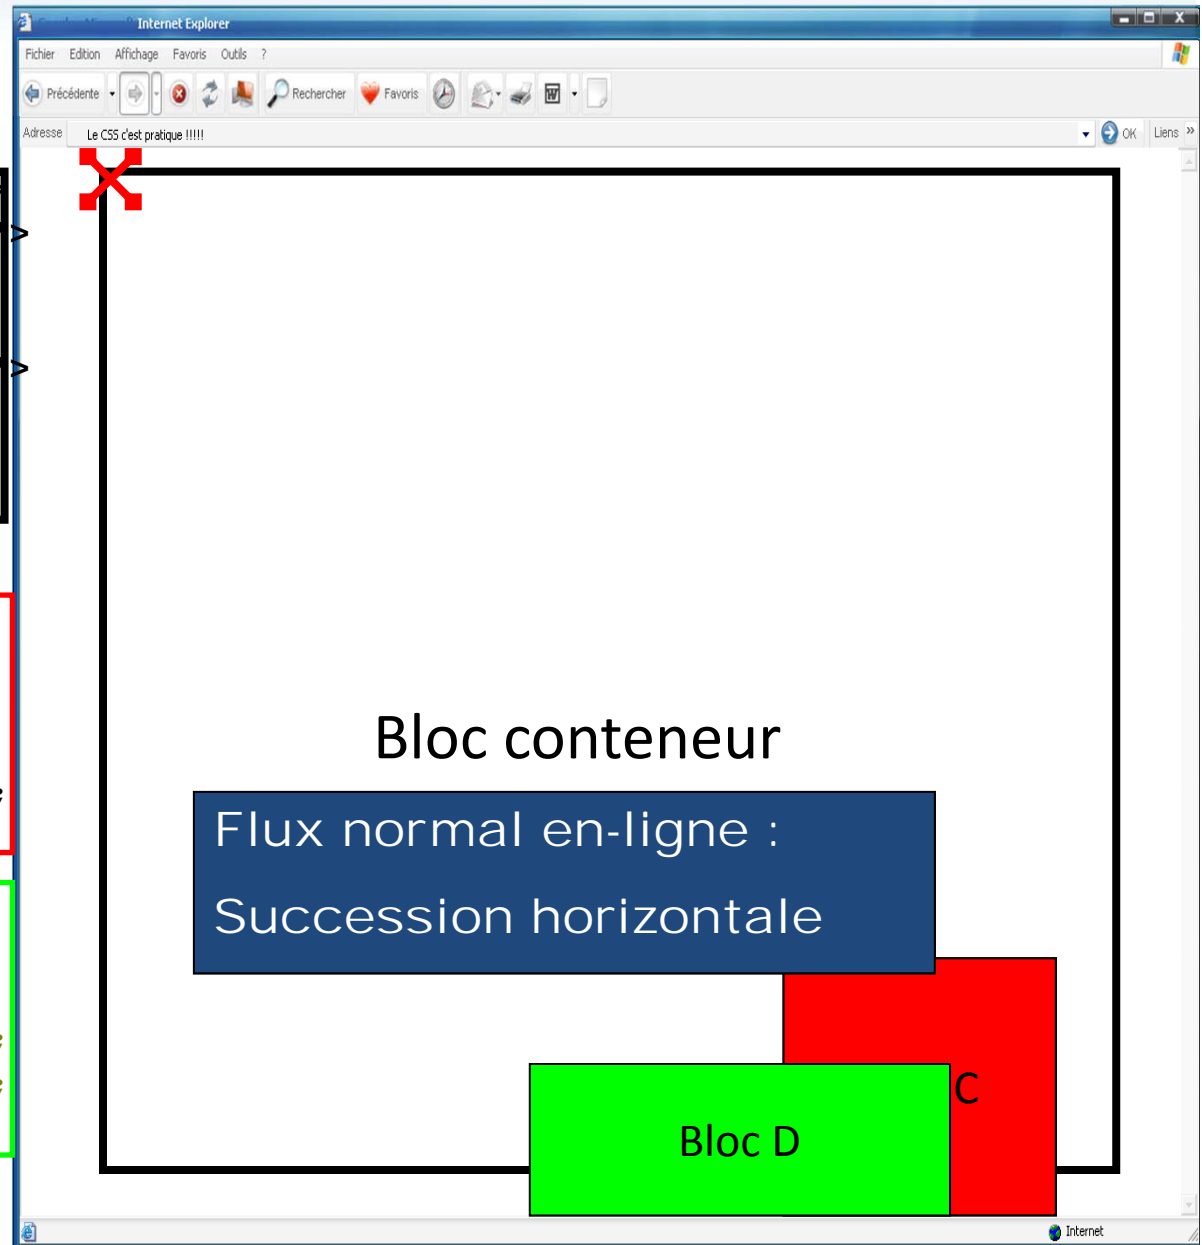 Internet Explorer
Fichier Edition Affichage Favoris Outils ?
Précédente Rechercher Favoris
Adresse Le CSS c'est pratique !!!!! OK Liens »
>
>
Bloc conteneur
Flux normal en-ligne :
Succession horizontale
C
Bloc D
Internet